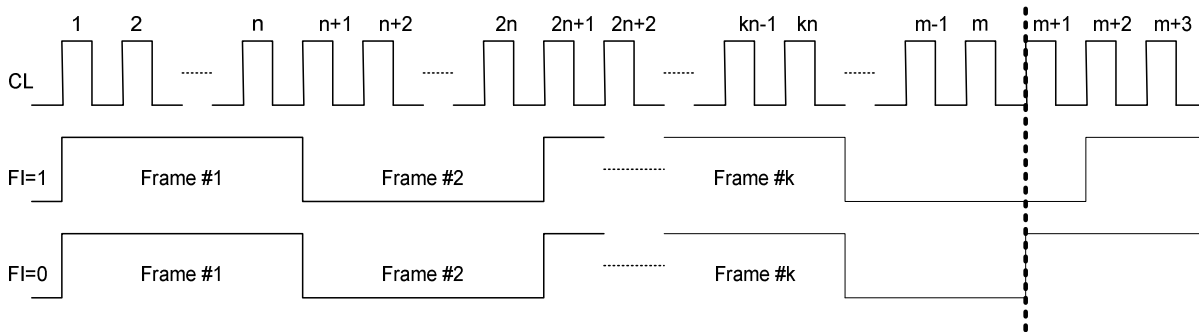 1 2 n n+1 n+2 2n 2n+1 2n+2 kn-1 kn m-1 m m+1 m+2 m+3
CL
FI=1 Frame #1 Frame #2 Frame #k
FI=0 Frame #1 Frame #2 Frame #k